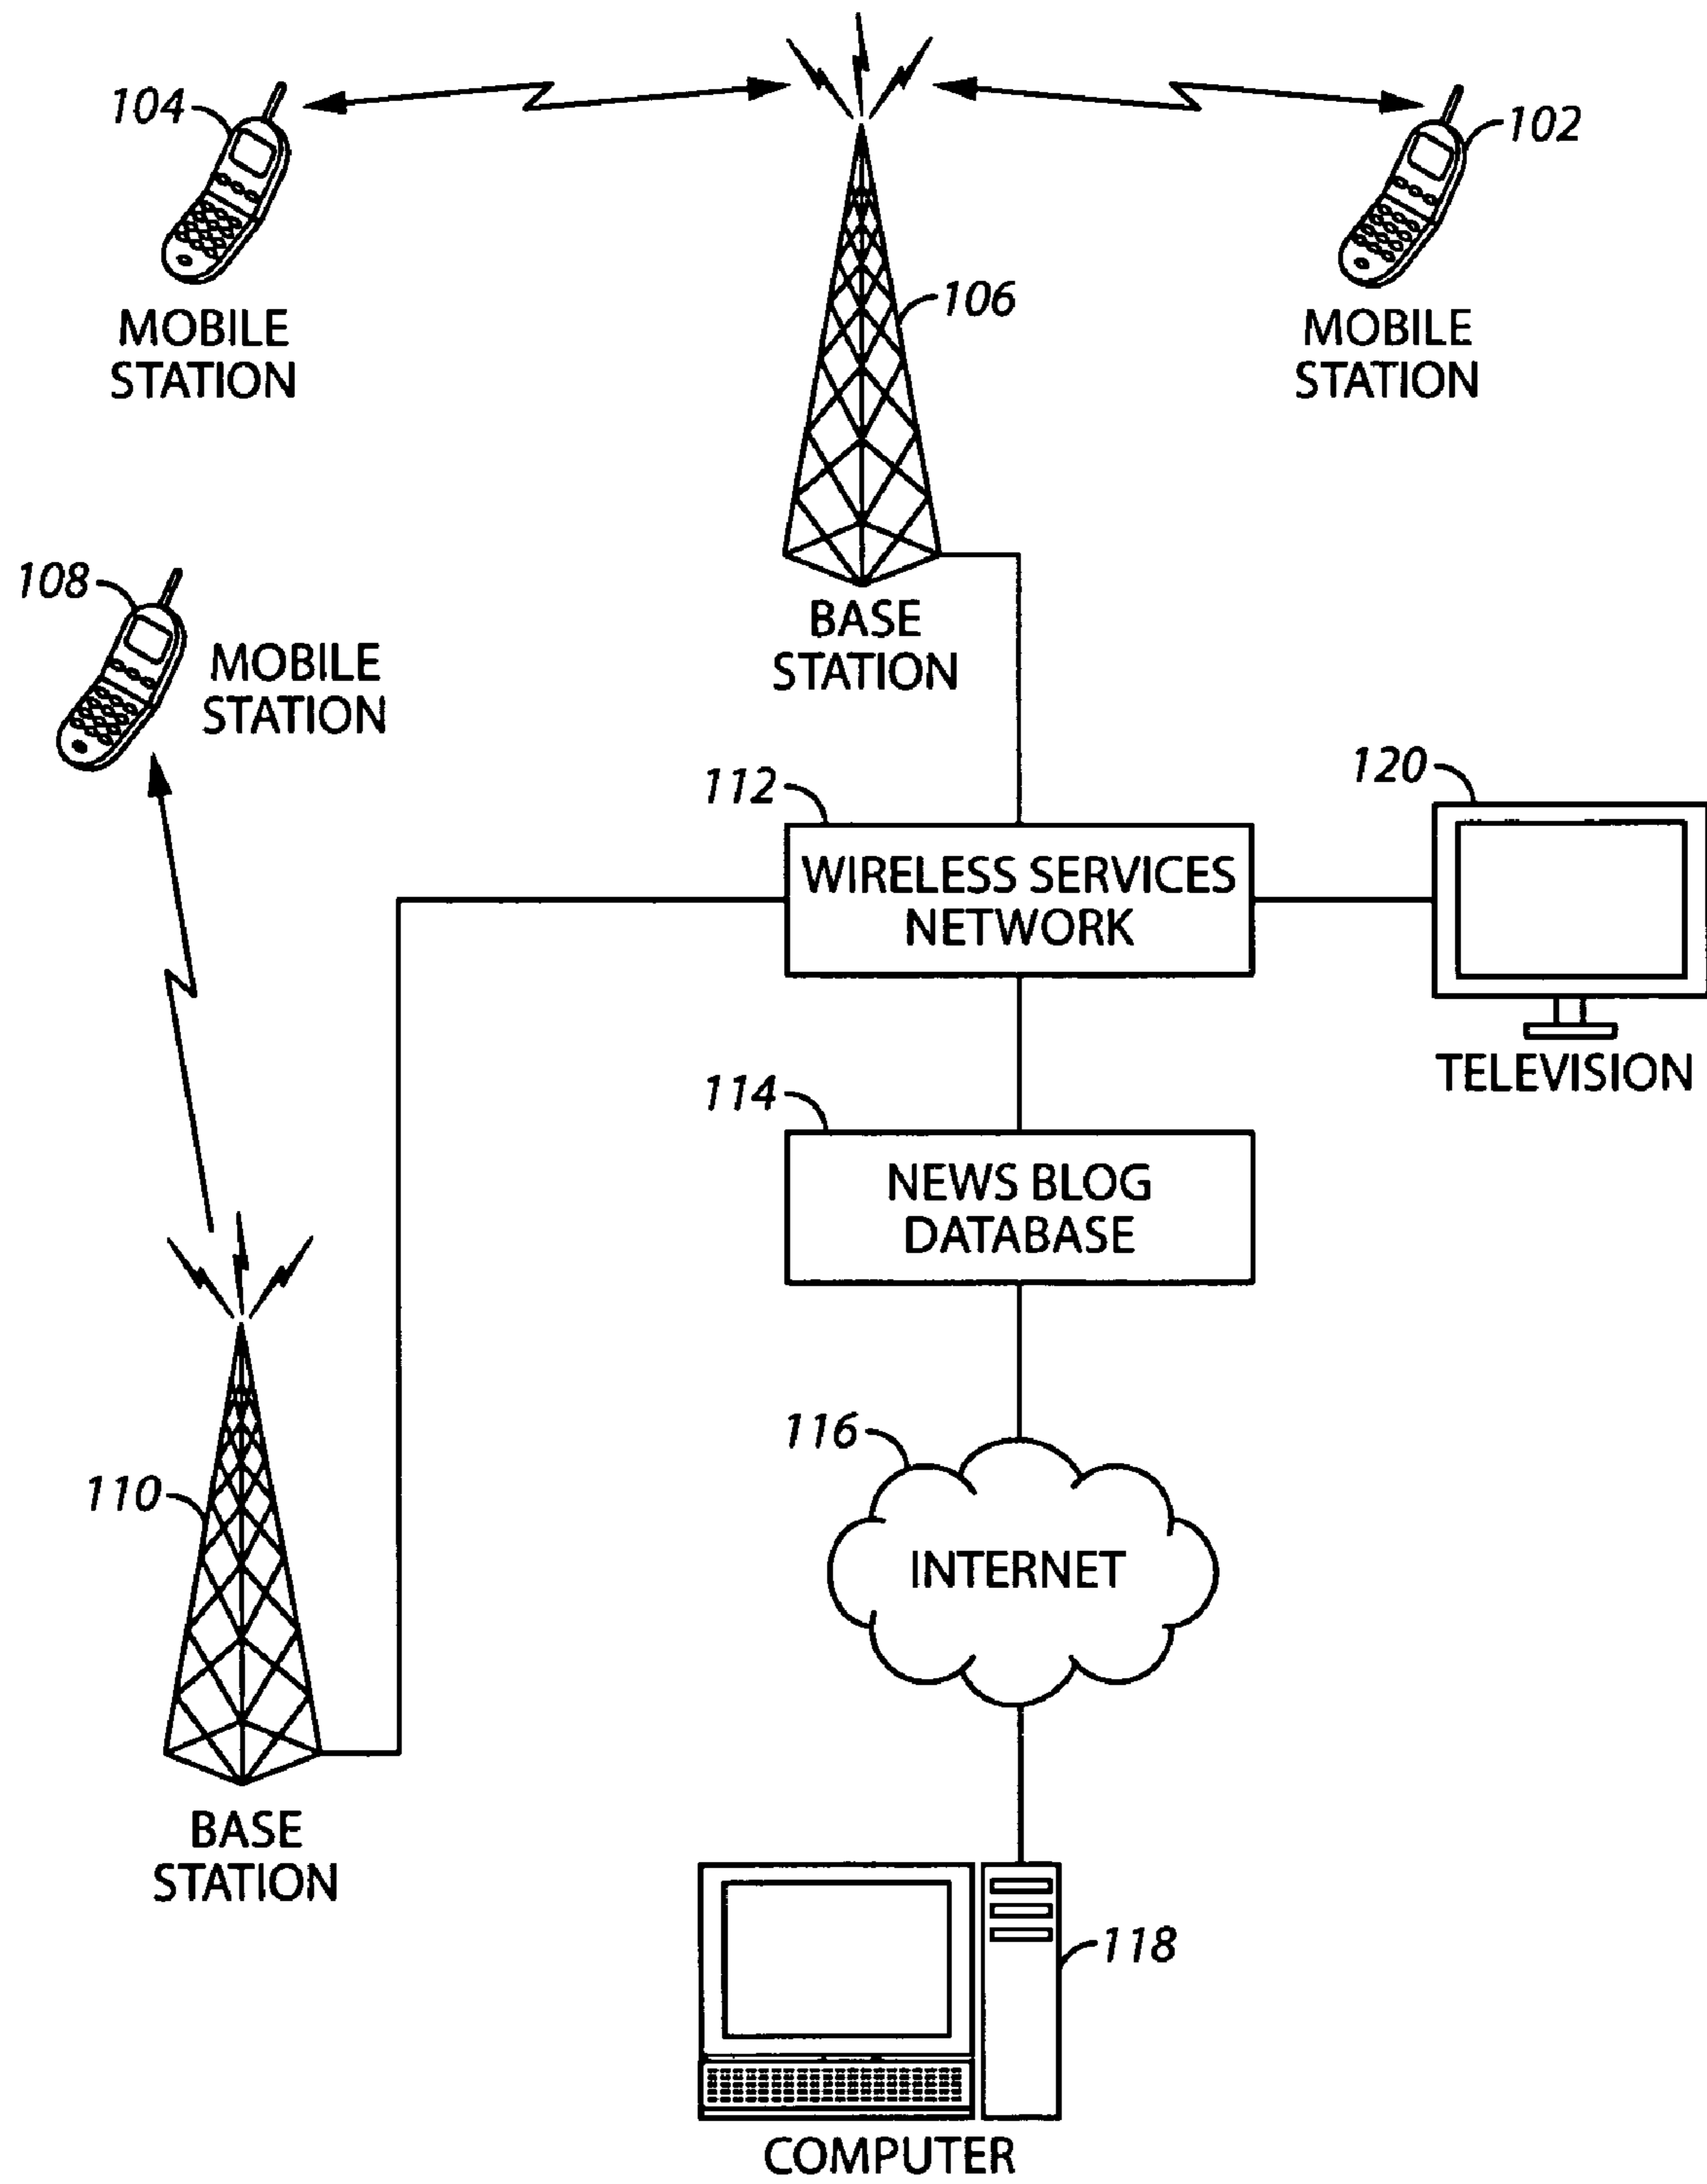 104
102
106
MOBILE
STATION
MOBILE
STATION
108
MOBILE
STATION
BASE
STATION
112
120
WIRELESS SERVICES
NETWORK
TELEVISION
114
NEWS BLOG
DATABASE
116
110
INTERNET
BASE
STATION
118
COMPUTER